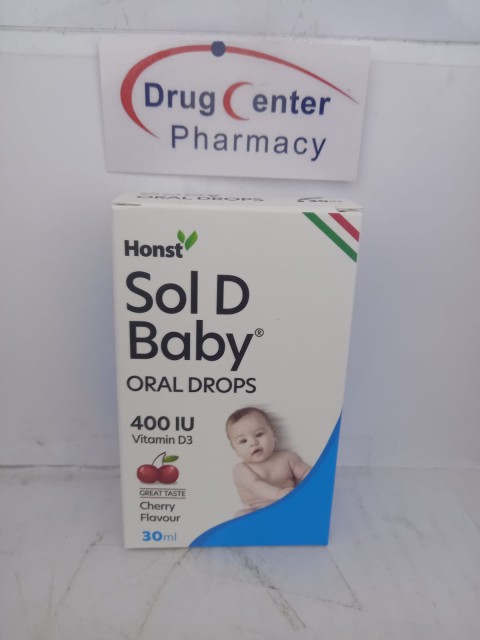 Drug Center
Pharmacy
ORAL DROPS
Honst
Sol D
Baby®
ORAL DROPS
400 IU
Vitamin D3
GREAT TASTE
Cherry
Flavour
30ml